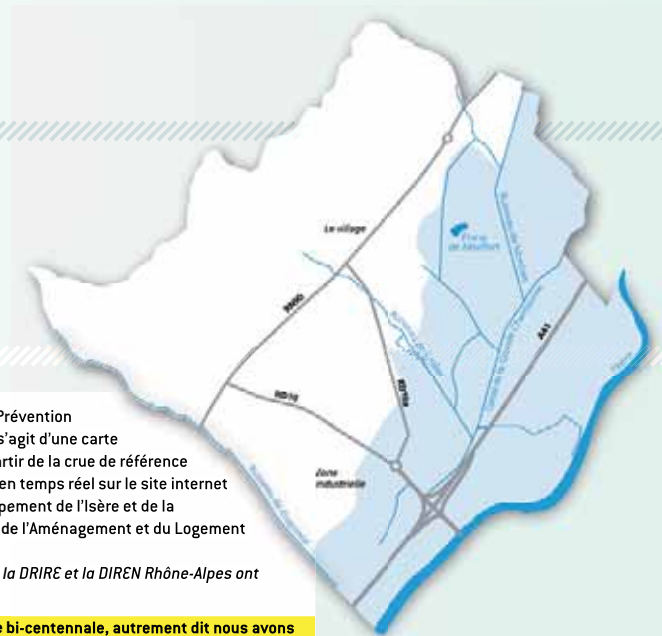 Le village
RN90
A41
RD10
Zone
industrielle
Prévention
s'agit d'une carte
rtir de la crue de référence
en temps réel sur le site internet
pement de l'Isère et de la
de l'Aménagement et du Logement
la DRIRE et la DIREN Rhône-Alpes ont
e bi-centennale, autrement dit nous avons